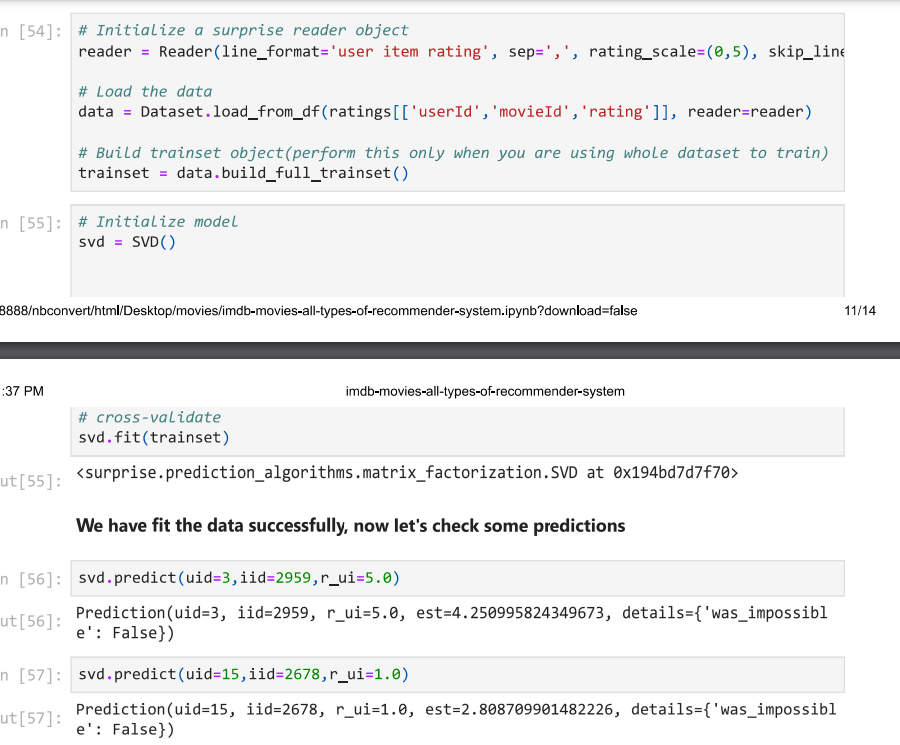 n [54]: # Initialize a surprise reader object
reader = Reader(line_format='user item rating', sep=',', rating_scale=(0,5), skip_line
# Load the data
data = Dataset.load_from_df(ratings[['userId','movieId','rating']], reader=reader)
# Build trainset object(perform this only when you are using whole dataset to train)
trainset = data.build_full_trainset()
n [55]: # Initialize model
svd = SVD()
8888/nbconvert/html/Desktop/movies/imdb-movies-all-types-of-recommender-system.ipynb?download=false 11/14
:37 PM imdb-movies-all-types-of-recommender-system
# cross-validate
svd.fit(trainset)
ut[55]: <surprise.prediction_algorithms.matrix_factorization.SVD at 0x194bd7d7f70>
We have fit the data successfully, now let's check some predictions
n [56]: svd.predict(uid=3,iid=2959,r_ui=5.0)
ut[56]: Prediction(uid=3, iid=2959, r_ui=5.0, est=4.250995824349673, details={'was_impossibl
e': False})
n [57]: svd.predict(uid=15,iid=2678,r_ui=1.0)
ut[57]: Prediction(uid=15, iid=2678, r_ui=1.0, est=2.808709901482226, details={'was_impossibl
e': False})